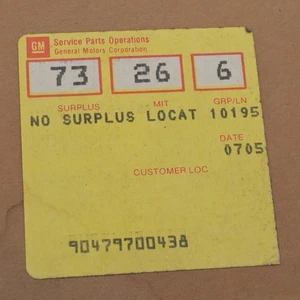 GM Service Parts Operations
General Motors Corporation
73 26 6
SURPLUS MIT GRP/LN
NO SURPLUS LOCAT 10195
DATE
0705
CUSTOMER LOC
90479700438